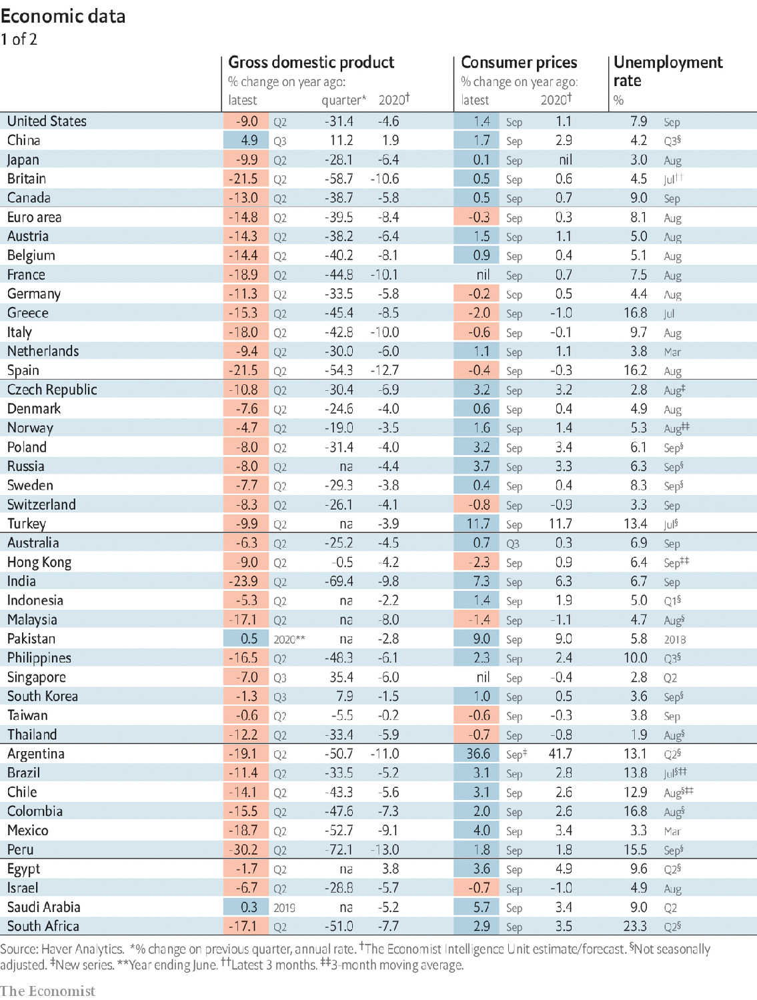 Economic data
1 of 2
Gross domestic product Consumer prices Unemployment
% change on year ago: % change on year ago: rate
latest quarter* 2020† latest 2020† %
United States -9.0 Q2 -31.4 -4.6 1.4 Sep 1.1 7.9 Sep
China 4.9 Q3 11.2 1.9 1.7 Sep 2.9 4.2 Q3§
Japan -9.9 Q2 -28.1 -6.4 0.1 Sep nil 3.0 Aug
Britain -21.5 Q2 -58.7 -10.6 0.5 Sep 0.6 4.5 Jul††
Canada -13.0 Q2 -38.7 -5.8 0.5 Sep 0.7 9.0 Sep
Euro area -14.8 Q2 -39.5 -8.4 -0.3 Sep 0.3 8.1 Aug
Austria -14.3 Q2 -38.2 -6.4 1.5 Sep 1.1 5.0 Aug
Belgium -14.4 Q2 -40.2 -8.1 0.9 Sep 0.4 5.1 Aug
France -18.9 Q2 -44.8 -10.1 nil Sep 0.7 7.5 Aug
Germany -11.3 Q2 -33.5 -5.8 -0.2 Sep 0.5 4.4 Aug
Greece -15.3 Q2 -45.4 -8.5 -2.0 Sep -1.0 16.8 Jul
Italy -18.0 Q2 -42.8 -10.0 -0.6 Sep -0.1 9.7 Aug
Netherlands -9.4 Q2 -30.0 -6.0 1.1 Sep 1.1 3.8 Mar
Spain -21.5 Q2 -54.3 -12.7 -0.4 Sep -0.3 16.2 Aug
Czech Republic -10.8 Q2 -30.4 -6.9 3.2 Sep 3.2 2.8 Aug‡
Denmark -7.6 Q2 -24.6 -4.0 0.6 Sep 0.4 4.9 Aug
Norway -4.7 Q2 -19.0 -3.5 1.6 Sep 1.4 5.3 Aug‡‡
Poland -8.0 Q2 -31.4 -4.0 3.2 Sep 3.4 6.1 Sep§
Russia -8.0 Q2 na -4.4 3.7 Sep 3.3 6.3 Sep§
Sweden -7.7 Q2 -29.3 -3.8 0.4 Sep 0.4 8.3 Sep§
Switzerland -8.3 Q2 -26.1 -4.1 -0.8 Sep -0.9 3.3 Sep
Turkey -9.9 Q2 na -3.9 11.7 Sep 11.7 13.4 Jul§
Australia -6.3 Q2 -25.2 -4.5 0.7 Q3 0.3 6.9 Sep
Hong Kong -9.0 Q2 -0.5 -4.2 -2.3 Sep 0.9 6.4 Sep‡‡
India -23.9 Q2 -69.4 -9.8 7.3 Sep 6.3 6.7 Sep
Indonesia -5.3 Q2 na -2.2 1.4 Sep 1.9 5.0 Q1§
Malaysia -17.1 Q2 na -8.0 -1.4 Sep -1.1 4.7 Aug§
Pakistan 0.5 2020** na -2.8 9.0 Sep 9.0 5.8 2018
Philippines -16.5 Q2 -48.3 -6.1 2.3 Sep 2.4 10.0 Q3§
Singapore -7.0 Q3 35.4 -6.0 nil Sep -0.4 2.8 Q2
South Korea -1.3 Q3 7.9 -1.5 1.0 Sep 0.5 3.6 Sep§
Taiwan -0.6 Q2 -5.5 -0.2 -0.6 Sep -0.3 3.8 Sep
Thailand -12.2 Q2 -33.4 -5.9 -0.7 Sep -0.8 1.9 Aug§
Argentina -19.1 Q2 -50.7 -11.0 36.6 Sep‡ 41.7 13.1 Q2§
Brazil -11.4 Q2 -33.5 -5.2 3.1 Sep 2.8 13.8 Jul§‡‡
Chile -14.1 Q2 -43.3 -5.6 3.1 Sep 2.6 12.9 Aug§‡‡
Colombia -15.5 Q2 -47.6 -7.3 2.0 Sep 2.6 16.8 Aug§
Mexico -18.7 Q2 -52.7 -9.1 4.0 Sep 3.4 3.3 Mar
Peru -30.2 Q2 -72.1 -13.0 1.8 Sep 1.8 15.5 Sep§
Egypt -1.7 Q2 na 3.8 3.6 Sep 4.9 9.6 Q2§
Israel -6.7 Q2 -28.8 -5.7 -0.7 Sep -1.0 4.9 Aug
Saudi Arabia 0.3 2019 na -5.2 5.7 Sep 3.4 9.0 Q2
South Africa -17.1 Q2 -51.0 -7.7 2.9 Sep 3.5 23.3 Q2§
Source: Haver Analytics. *% change on previous quarter, annual rate. †The Economist Intelligence Unit estimate/forecast. §Not seasonally
adjusted. ‡New series. **Year ending June. ††Latest 3 months. ‡‡3-month moving average.
The Economist